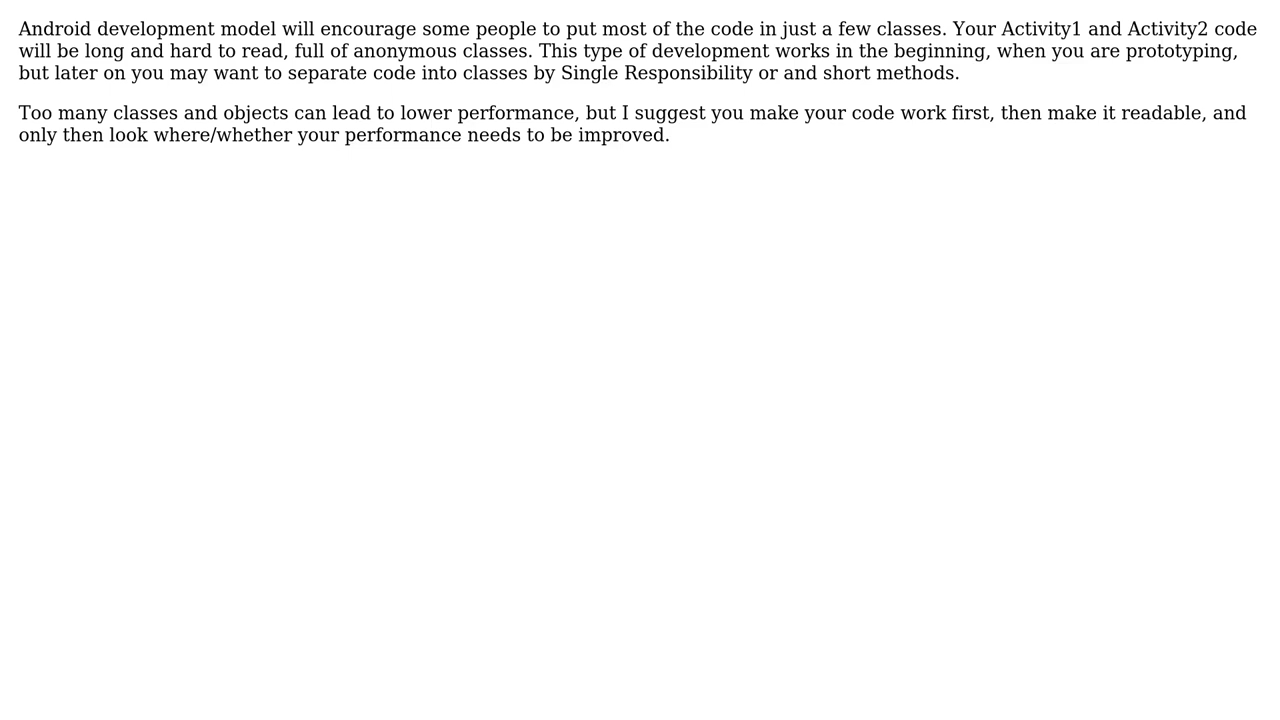 Android development model will encourage some people to put most of the code in just a few classes. Your Activity1 and Activity2 code
will be long and hard to read, full of anonymous classes. This type of development works in the beginning, when you are prototyping,
but later on you may want to separate code into classes by Single Responsibility or and short methods.
Too many classes and objects can lead to lower performance, but I suggest you make your code work first, then make it readable, and
only then look where/whether your performance needs to be improved.